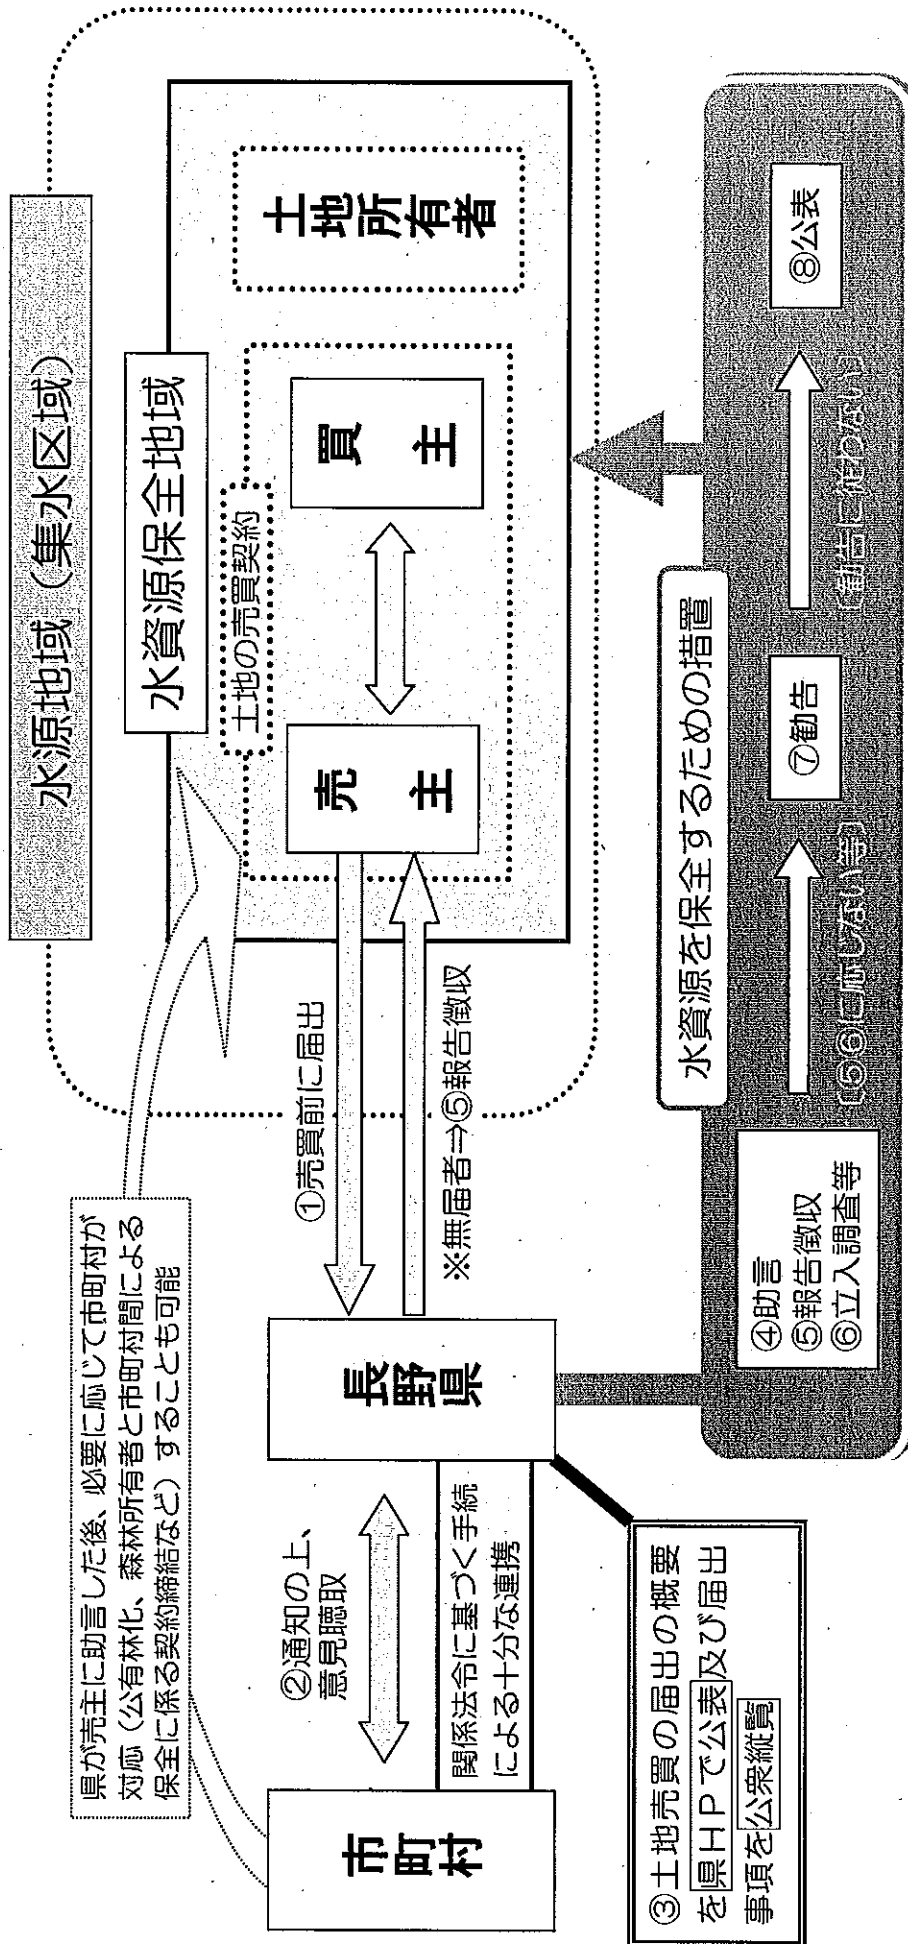 水源地域（集水区域）
水資源保全地域
土地の売買契約
売　主
買　主
土地所有者
県が売主に助言した後、必要に応じて市町村が
対応（公有林化、森林所有者と市町村間による
保全に係る契約締結など）することも可能
①売買前に届出
※無届者⇒⑤報告徴収
市町村
②通知の上、
意見聴取
関係法令に基づく手続
による十分な連携
長野県
③土地売買の届出の概要
を県ＨＰで公表及び届出
事項を公衆縦覧
水資源を保全するための措置
④助言
⑤報告徴収
⑥立入調査等
〔⑤⑥に応じない等〕
⑦勧告
〔勧告に従わない〕
⑧公表